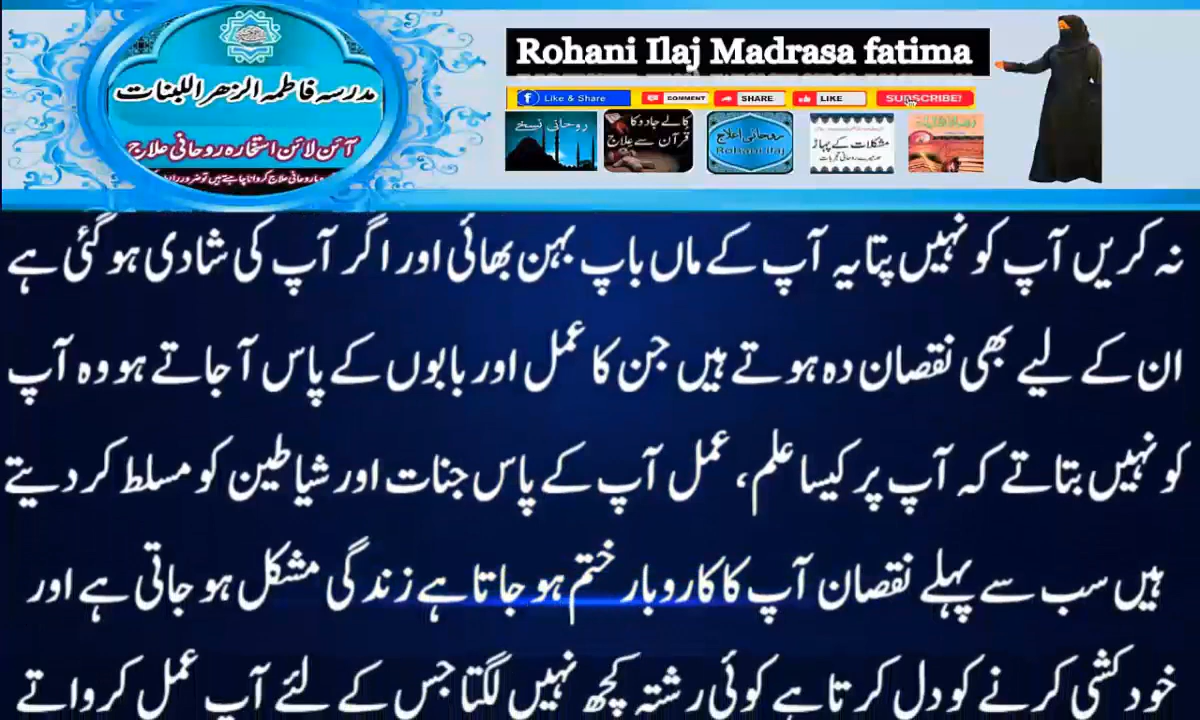 Rohani Ilaj Madrasa fatima
Like & Share
COMMENT
SHARE
LIKE
SUBSCRIBE!
روحانی نسخے
کالے جادو کا
قرآن سے علاج
روحانی علاج
Rohani ilaj
مشکلات کے پہاڑ
مدرسہ فاطمہ الزھرا للبنات
آئن لائن استخارہ روحانی علاج
نہ کریں آپ کو نہیں پتا یہ آپ کے ماں باپ بہن بھائی اور اگر آپ کی شادی ہو گئی ہے
ان کے لیے بھی نقصان دہ ہوتے ہیں جن کا عمل اور بابوں کے پاس آ جاتے ہو وہ آپ
کو نہیں بتاتے کہ آپ پر کیسا علم، عمل آپ کے پاس جنات اور شیاطین کو مسلط کر دیتے
ہیں سب سے پہلے نقصان آپ کا کاروبار ختم ہو جاتا ہے زندگی مشکل ہو جاتی ہے اور
خودکشی کرنے کو دل کرتا ہے کوئی رشتہ کچھ نہیں لگتا جس کے لئے آپ عمل کرواتے